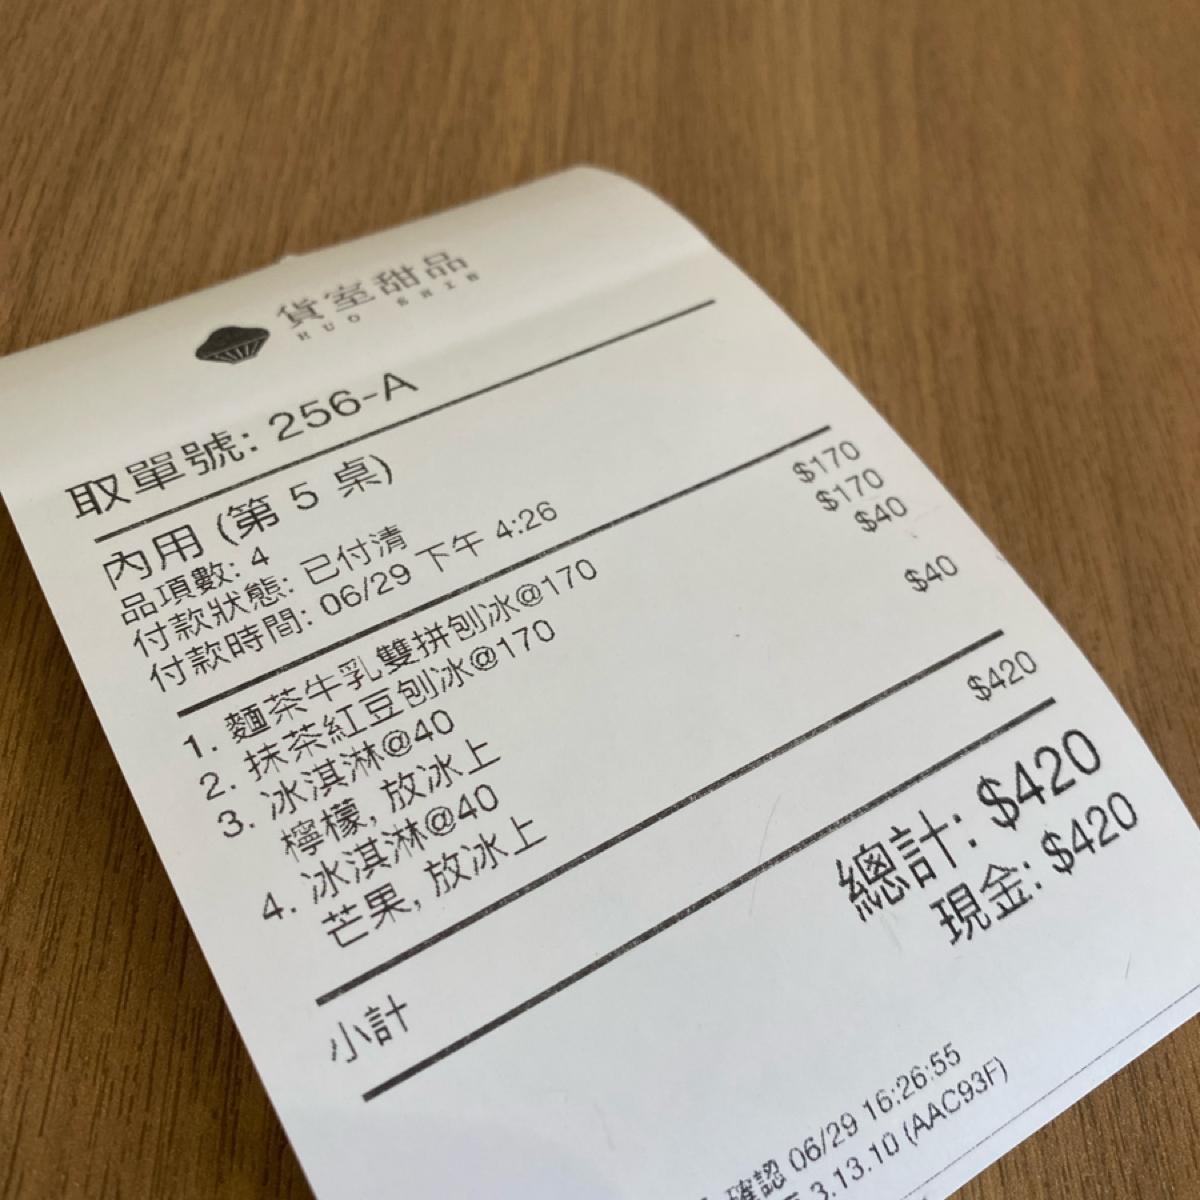 貨室甜品
HUO SHIH
取單號: 256-A
內用 (第 5 桌)
品項數: 4
付款狀態: 已付清
付款時間: 06/29 下午 4:26
1. 麵茶牛乳雙拼刨冰@170 $170
2. 抹茶紅豆刨冰@170 $170
3. 冰淇淋@40 $40
檸檬, 放冰上
4. 冰淇淋@40 $40
芒果, 放冰上
小計 $420
總計: $420
現金: $420
確認 06/29 16:26:55
3.13.10 (AAC93F)